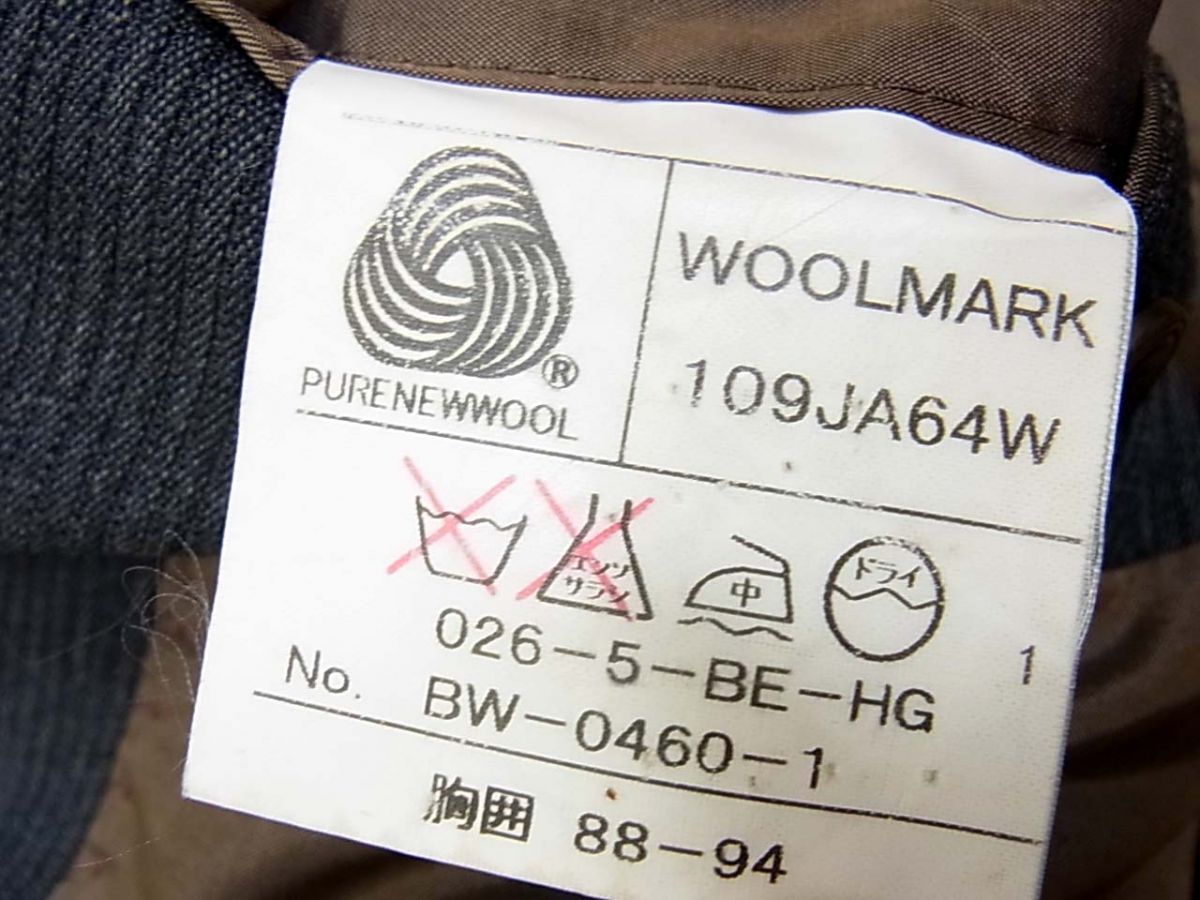 PURENEWWOOL
®
WOOLMARK
109JA64W
エンソ
サラシ
中
ドライ
026-5-BE-HG 1
No. BW-0460-1
胸囲 88-94